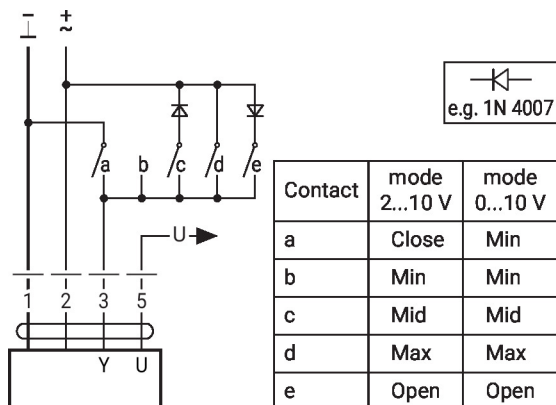 ⊥ ~
− +
a b c d e
U
1 2 3 5
Y U
e.g. 1N 4007
Contact mode 2...10 V mode 0...10 V
a Close Min
b Min Min
c Mid Mid
d Max Max
e Open Open